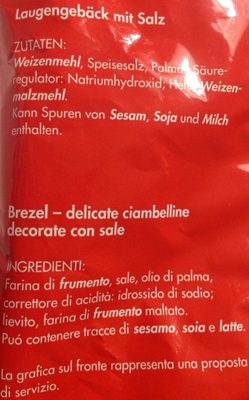 Laugengebäck mit Salz
ZUTATEN:
Weizenmehl, Speisesalz, Palmöl, Säure-
regulator: Natriumhydroxid; Hefe, Weizen-
malzmehl.
Kann Spuren von Sesam, Soja und Milch
enthalten.
Brezel – delicate ciambelline
decorate con sale
INGREDIENTI:
Farina di frumento, sale, olio di palma,
correttore di acidità: idrossido di sodio;
lievito, farina di frumento maltato.
Puó contenere tracce di sesamo, soia e latte.
La grafica sul fronte rappresenta una proposta
di servizio.